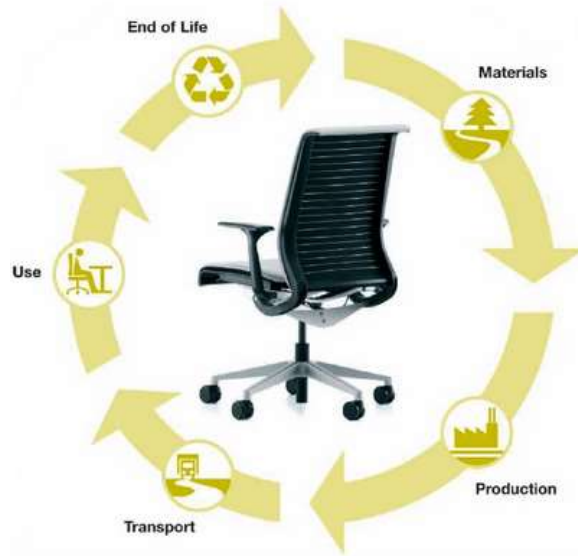 End of Life
Materials
Use
Production
Transport